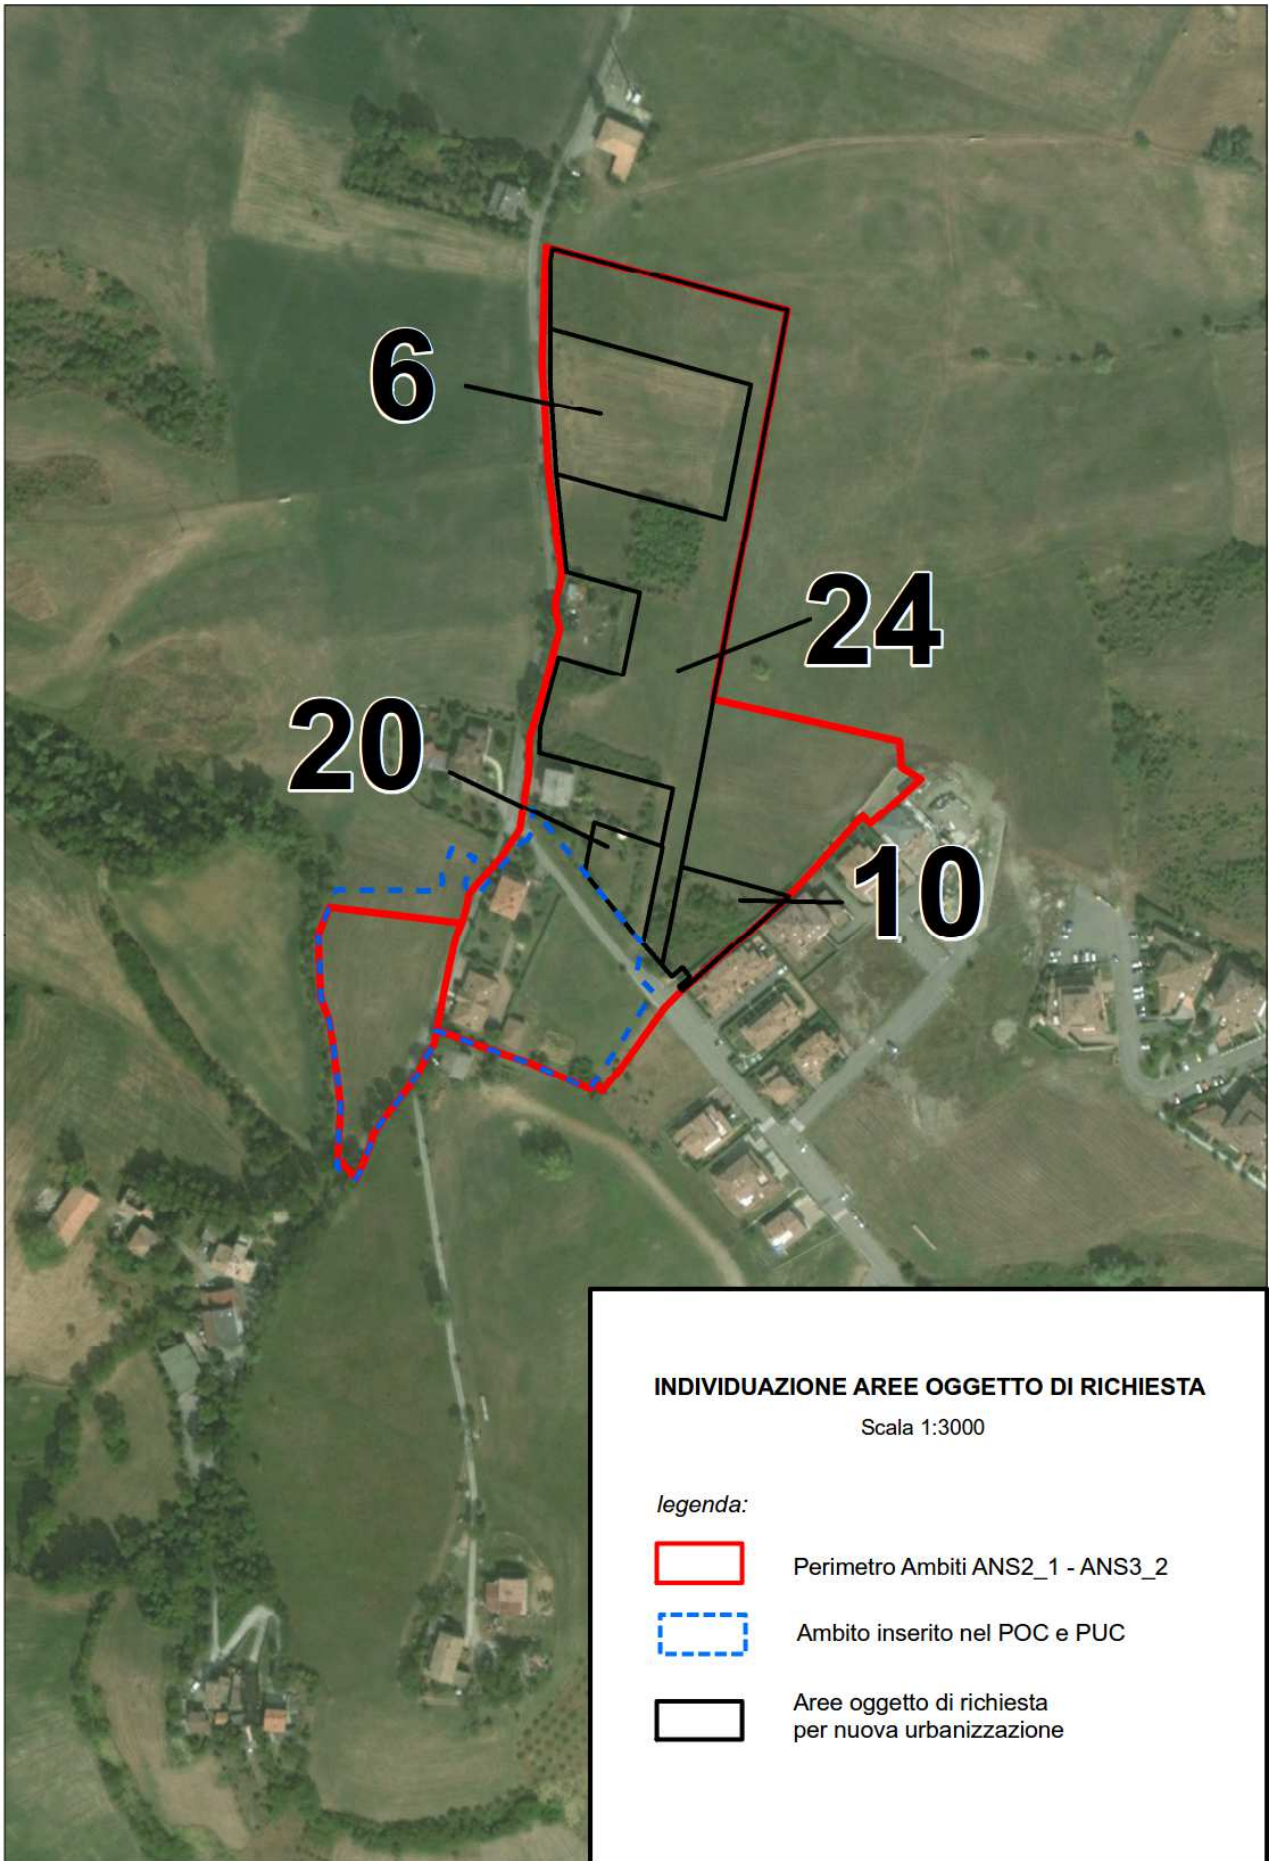 6
24
20
10
INDIVIDUAZIONE AREE OGGETTO DI RICHIESTA
Scala 1:3000
legenda:
Perimetro Ambiti ANS2_1 - ANS3_2
Ambito inserito nel POC e PUC
Aree oggetto di richiesta
per nuova urbanizzazione